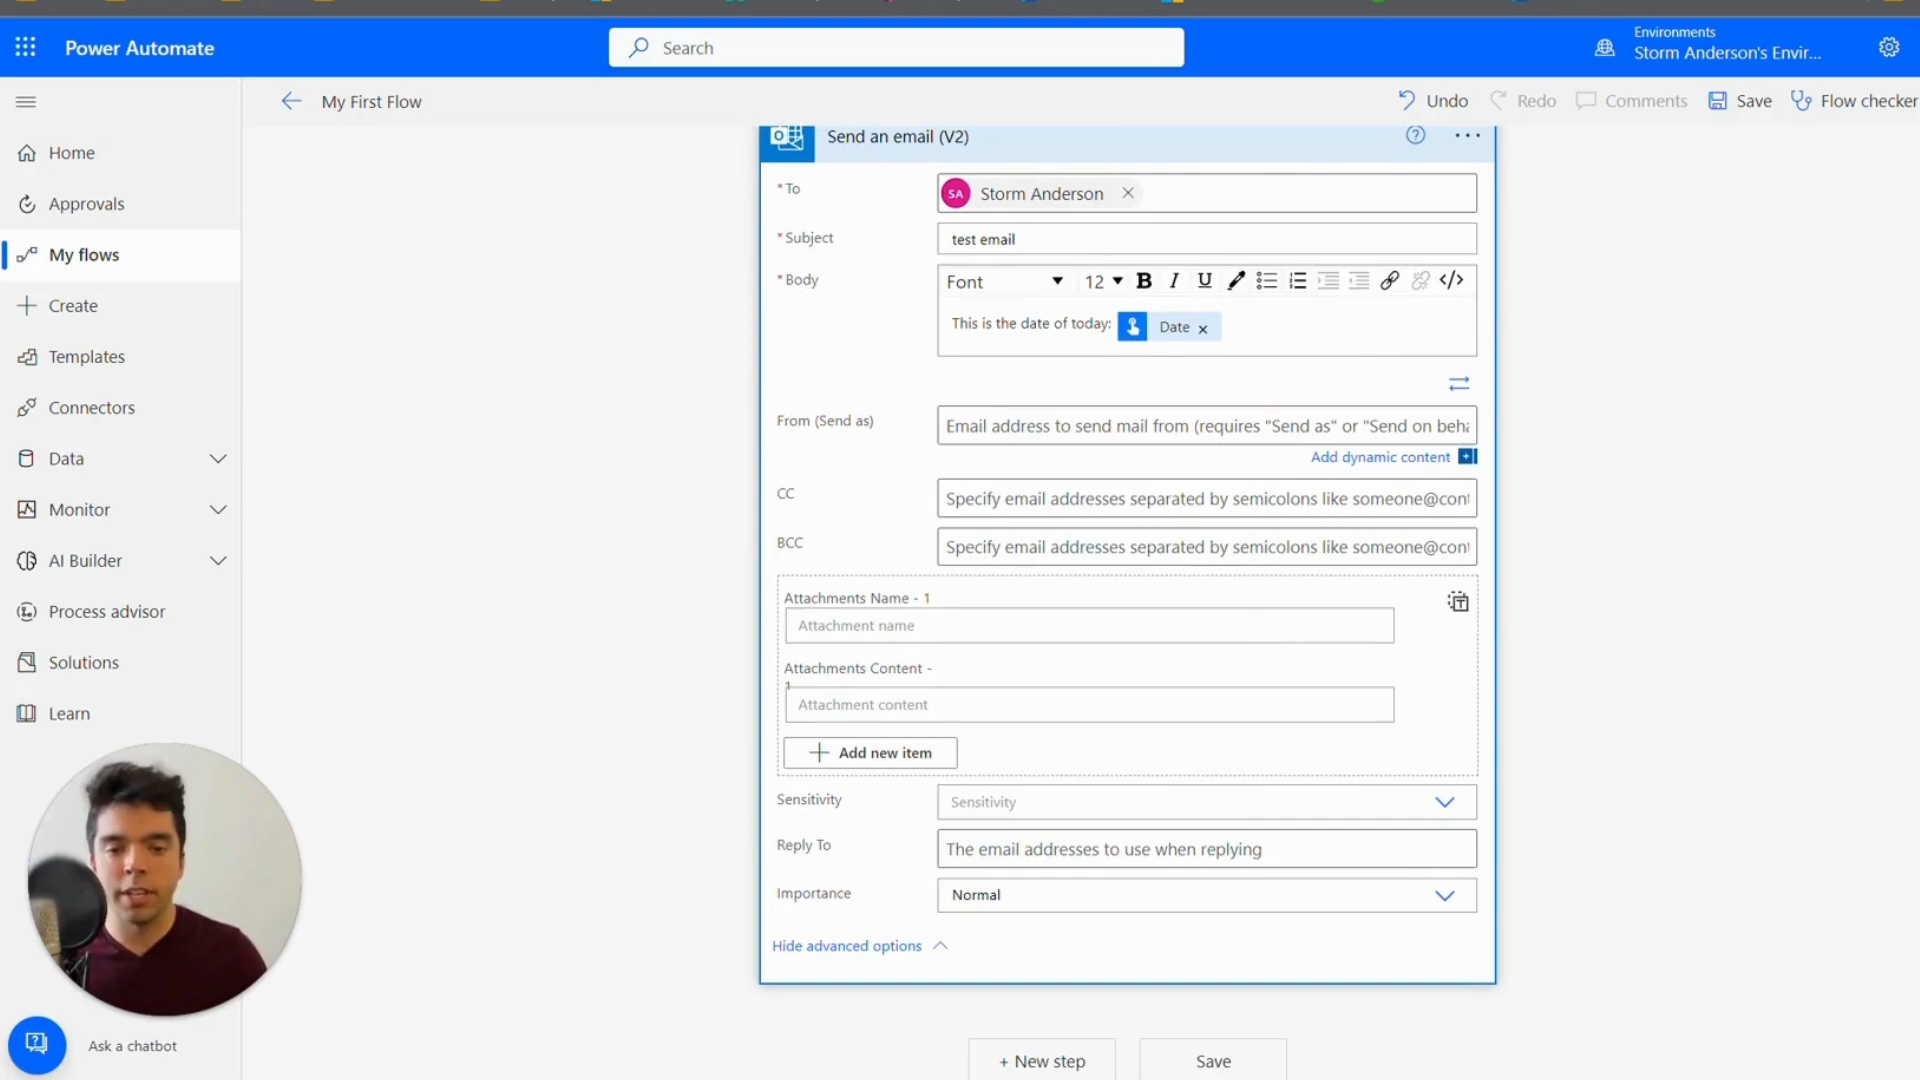 Power Automate
Search
Environments
Storm Anderson's Envir...
My First Flow
Undo
Redo
Comments
Save
Flow checker
Home
Approvals
My flows
Create
Templates
Connectors
Data
Monitor
AI Builder
Process advisor
Solutions
Learn
Ask a chatbot
Send an email (V2)
* To
SA Storm Anderson
* Subject
test email
* Body
Font
12
B I U
</>
This is the date of today: Date
From (Send as)
Email address to send mail from (requires "Send as" or "Send on beha
Add dynamic content
CC
Specify email addresses separated by semicolons like someone@cont
BCC
Specify email addresses separated by semicolons like someone@cont
Attachments Name - 1
Attachment name
Attachments Content -
1
Attachment content
Add new item
Sensitivity
Sensitivity
Reply To
The email addresses to use when replying
Importance
Normal
Hide advanced options
+ New step
Save